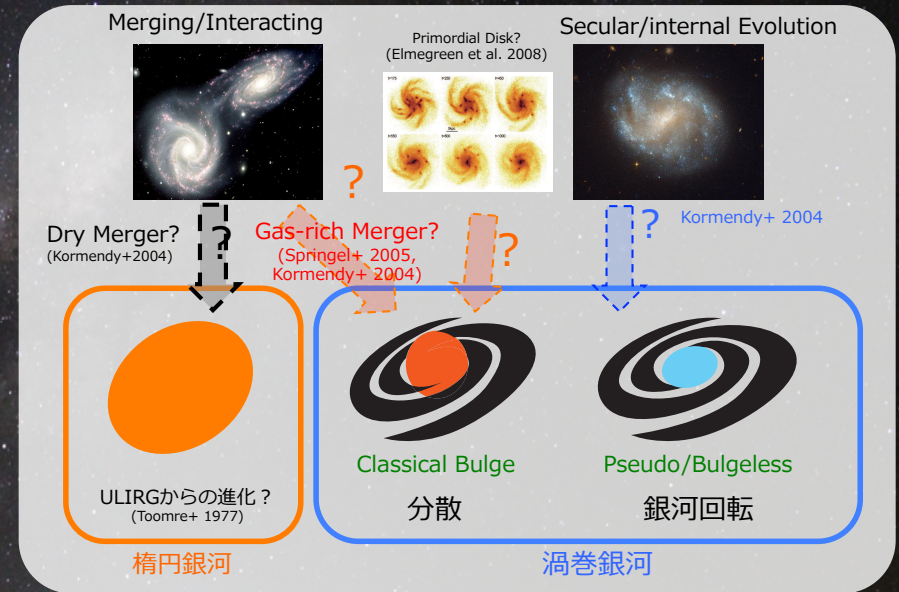 Merging/Interacting
Primordial Disk?
(Elmegreen et al. 2008)
Secular/internal Evolution
?
Dry Merger?
(Kormendy+2004)
?
Gas-rich Merger?
(Springel+ 2005,
Kormendy+ 2004)
?
?
Kormendy+ 2004
Classical Bulge
Pseudo/Bulgeless
ULIRGからの進化？
(Toomre+ 1977)
分散
銀河回転
楕円銀河
渦巻銀河